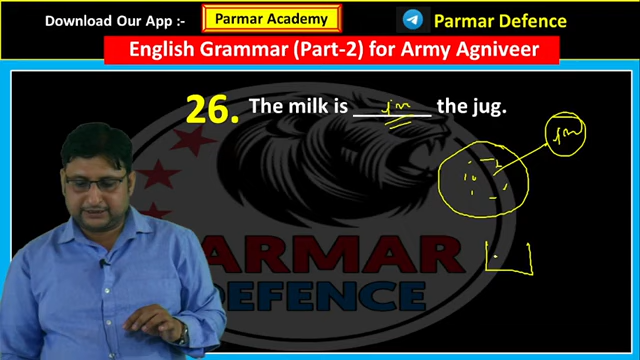 Download Our App :- Parmar Academy Parmar Defence
English Grammar (Part-2) for Army Agniveer
26. The milk is in the jug.
in
PARMAR
DEFENCE